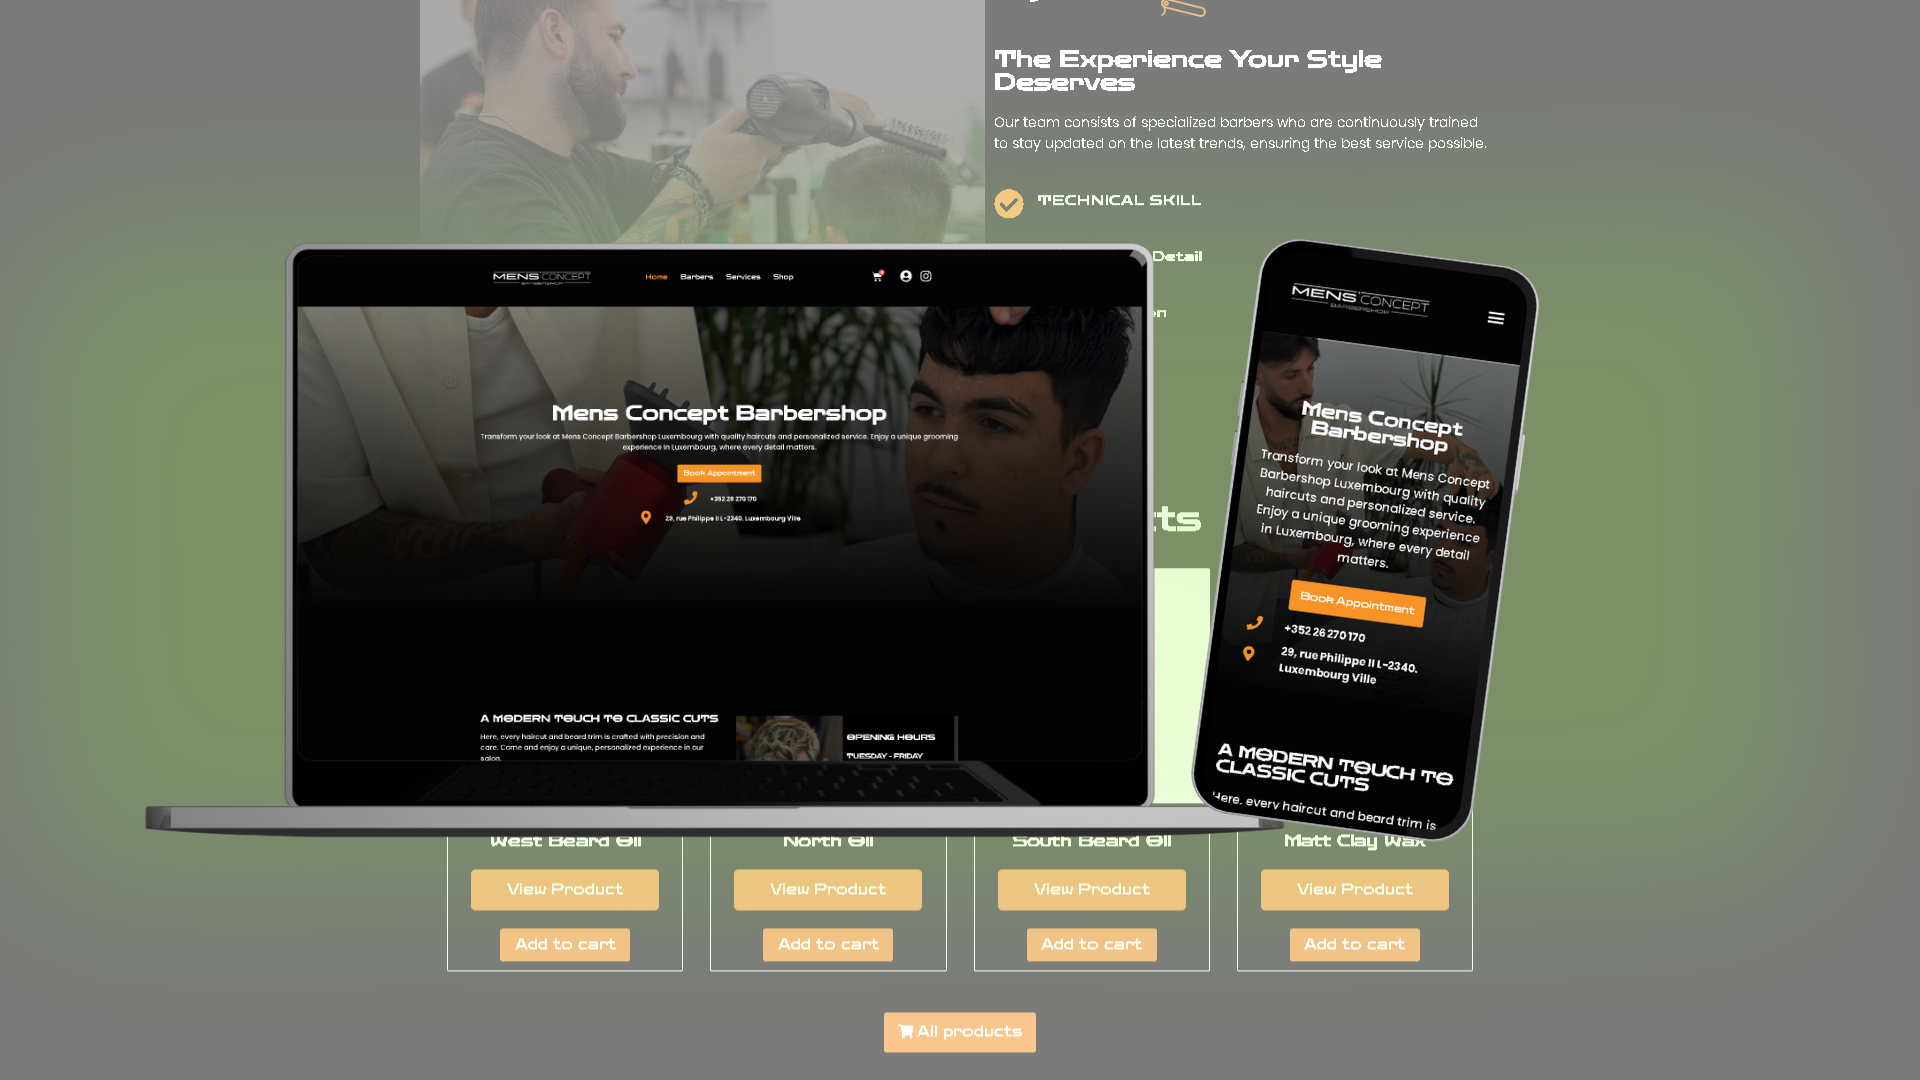 The Experience Your Style
Deserves
Our team consists of specialized barbers who are continuously trained
to stay updated on the latest trends, ensuring the best service possible.
TECHNICAL SKILL
Detail
MENS CONCEPT
BARBERSHOP
Home Barbers Services Shop
Mens Concept Barbershop
Transform your look at Mens Concept Barbershop Luxembourg with quality haircuts and personalized service. Enjoy a unique grooming
experience in Luxembourg, where every detail matters.
Book Appointment
+352 26 270 170
29, rue Philippe II L-2340. Luxembourg Ville
A MODERN TOUCH TO CLASSIC CUTS
Here, every haircut and beard trim is crafted with precision and
care. Come and enjoy a unique, personalized experience in our
salon.
OPENING HOURS
TUESDAY - FRIDAY
MENS CONCEPT
BARBERSHOP
Mens Concept
Barbershop
Transform your look at Mens Concept
Barbershop Luxembourg with quality
haircuts and personalized service.
Enjoy a unique grooming experience
in Luxembourg, where every detail
matters.
Book Appointment
+352 26 270 170
29, rue Philippe II L-2340.
Luxembourg Ville
A MODERN TOUCH TO
CLASSIC CUTS
Here, every haircut and beard trim is
West Beard Oil
North Oil
South Beard Oil
Matt Clay Wax
View Product
View Product
View Product
View Product
Add to cart
Add to cart
Add to cart
Add to cart
All products